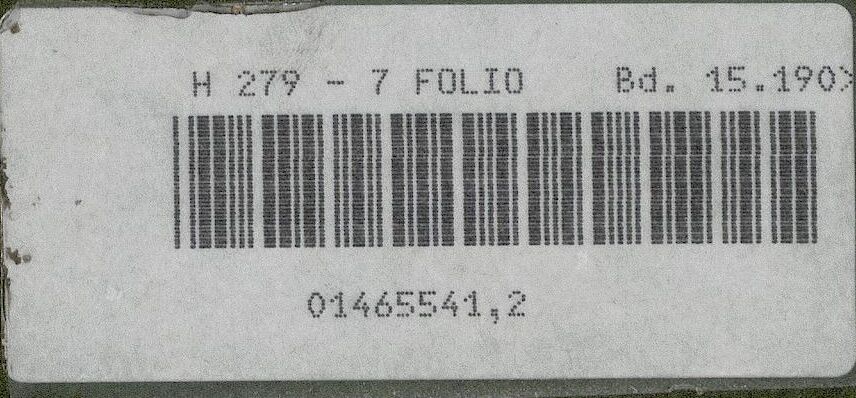 H 279 - 7 FOLIO Bd. 15.190>
01465541,2